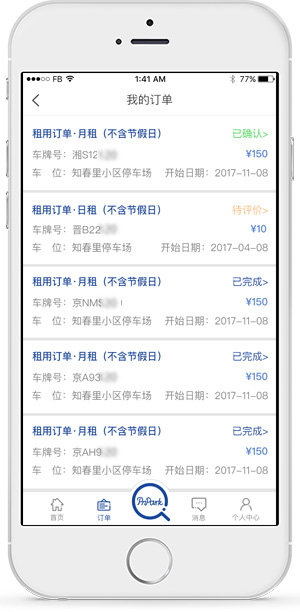 FB 1:41 AM 77%
我的订单
租用订单·月租（不含节假日） 已确认>
车牌号：湘S12 ¥150
车 位：知春里小区停车场 开始日期：2017-11-08
租用订单·日租（不含节假日） 待评价>
车牌号：晋B22 ¥10
车 位：知春里停车场 开始日期：2017-04-08
租用订单·月租（不含节假日） 已完成>
车牌号：京NM ¥150
车 位：知春里小区停车场 开始日期：2017-11-08
租用订单·月租（不含节假日） 已完成>
车牌号：京A93 ¥150
车 位：知春里小区停车场 开始日期：2017-11-08
租用订单·月租（不含节假日） 已完成>
车牌号：京AH9 ¥150
车 位：知春里小区停车场 开始日期：2017-11-08
首页 订单 PnPark 消息 个人中心